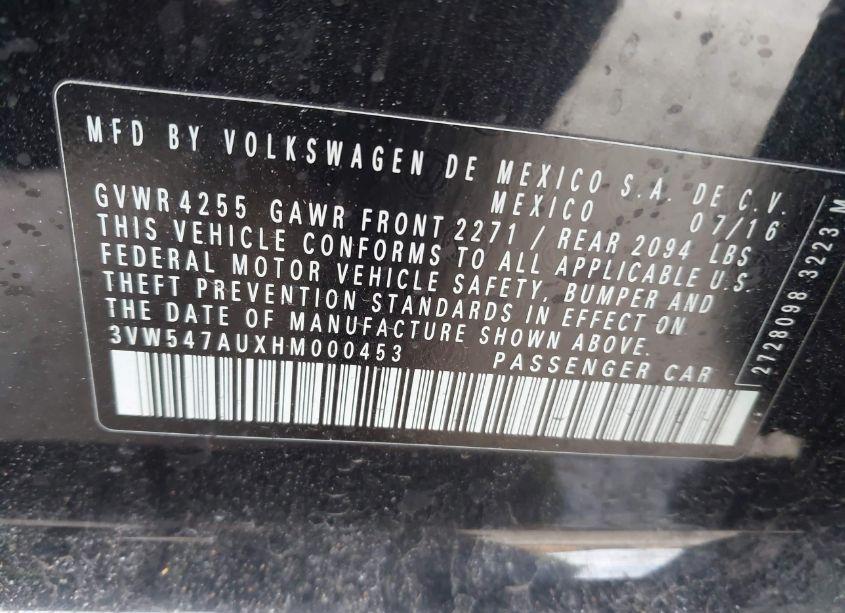 MFD BY VOLKSWAGEN DE MEXICO S.A. DE C.V.
MEXICO 07/16
GVWR 4255 GAWR FRONT 2271 / REAR 2094 LBS
THIS VEHICLE CONFORMS TO ALL APPLICABLE U.S.
FEDERAL MOTOR VEHICLE SAFETY, BUMPER AND
THEFT PREVENTION STANDARDS IN EFFECT ON
THE DATE OF MANUFACTURE SHOWN ABOVE.
3VW547AUXHM000453 PASSENGER CAR
2728098 3223 M